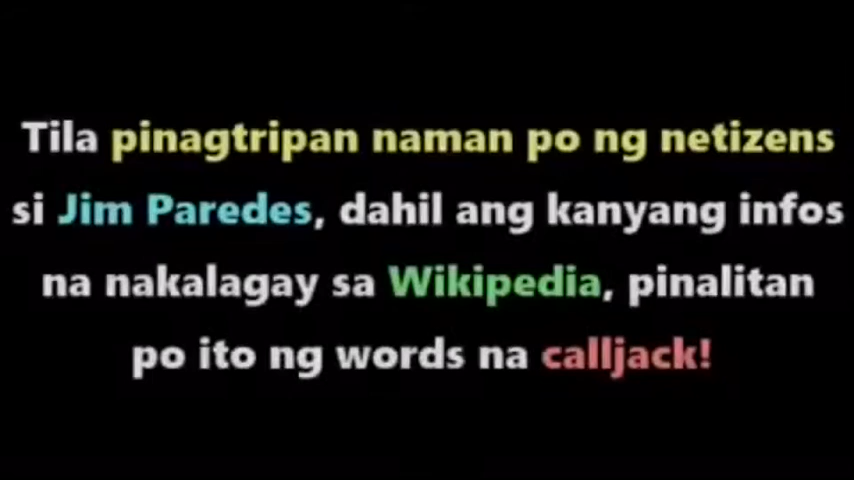 Tila pinagtripan naman po ng netizens
si Jim Paredes, dahil ang kanyang infos
na nakalagay sa Wikipedia, pinalitan
po ito ng words na calljack!